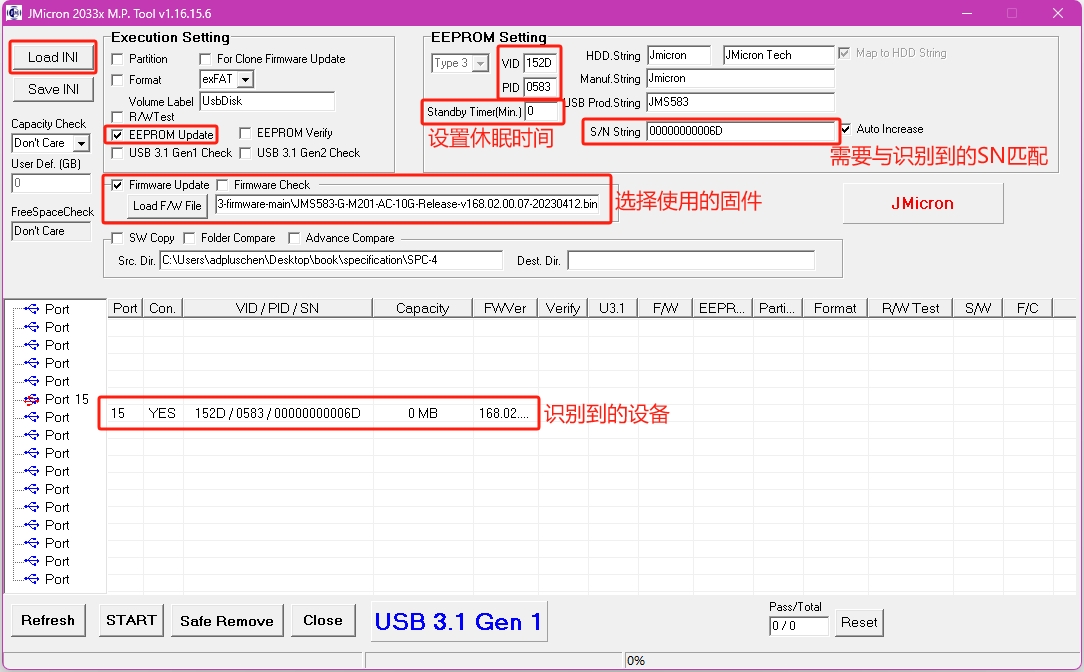 JMicron 2033x M.P. Tool v1.16.15.6
Load INI
Save INI
Capacity Check
Don't Care
User Def. (GB)
0
FreeSpaceCheck
Don't Care
Execution Setting
Partition
For Clone Firmware Update
Format
exFAT
Volume Label
UsbDisk
R/WTest
EEPROM Update
EEPROM Verify
USB 3.1 Gen1 Check
USB 3.1 Gen2 Check
EEPROM Setting
Type 3
VID
152D
PID
0583
Standby Timer(Min.)
0
设置休眠时间
HDD.String
Jmicron
JMicron Tech
Map to HDD String
Manuf.String
Jmicron
USB Prod.String
JMS583
S/N String
00000000006D
Auto Increase
需要与识别到的SN匹配
Firmware Update
Firmware Check
Load F/W File
3-firmware-main\JMS583-G-M201-AC-10G-Release-v168.02.00.07-20230412.bin
选择使用的固件
JMicron
SW Copy
Folder Compare
Advance Compare
Src. Dir.
C:\Users\adpluschen\Desktop\book\specification\SPC-4
Dest. Dir.
Port
Port
Port
Port
Port
Port 15
Port
Port
Port
Port
Port
Port
Port
Port
Port
Port
Port Con. VID / PID / SN Capacity FWVer Verify U3.1 F/W EEPR... Parti... Format R/W Test S/W F/C
15 YES 152D / 0583 / 00000000006D 0 MB 168.02....
识别到的设备
Refresh
START
Safe Remove
Close
USB 3.1 Gen 1
Pass/Total
0 / 0
Reset
0%